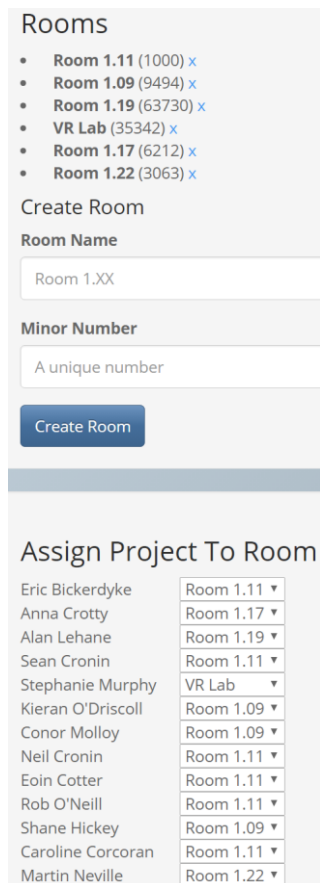 Rooms
• Room 1.11 (1000) x
• Room 1.09 (9494) x
• Room 1.19 (63730) x
• VR Lab (35342) x
• Room 1.17 (6212) x
• Room 1.22 (3063) x
Create Room
Room Name
Room 1.XX
Minor Number
A unique number
Create Room
Assign Project To Room
Eric Bickerdyke Room 1.11
Anna Crotty Room 1.17
Alan Lehane Room 1.19
Sean Cronin Room 1.11
Stephanie Murphy VR Lab
Kieran O'Driscoll Room 1.09
Conor Molloy Room 1.09
Neil Cronin Room 1.11
Eoin Cotter Room 1.11
Rob O'Neill Room 1.11
Shane Hickey Room 1.09
Caroline Corcoran Room 1.11
Martin Neville Room 1.22